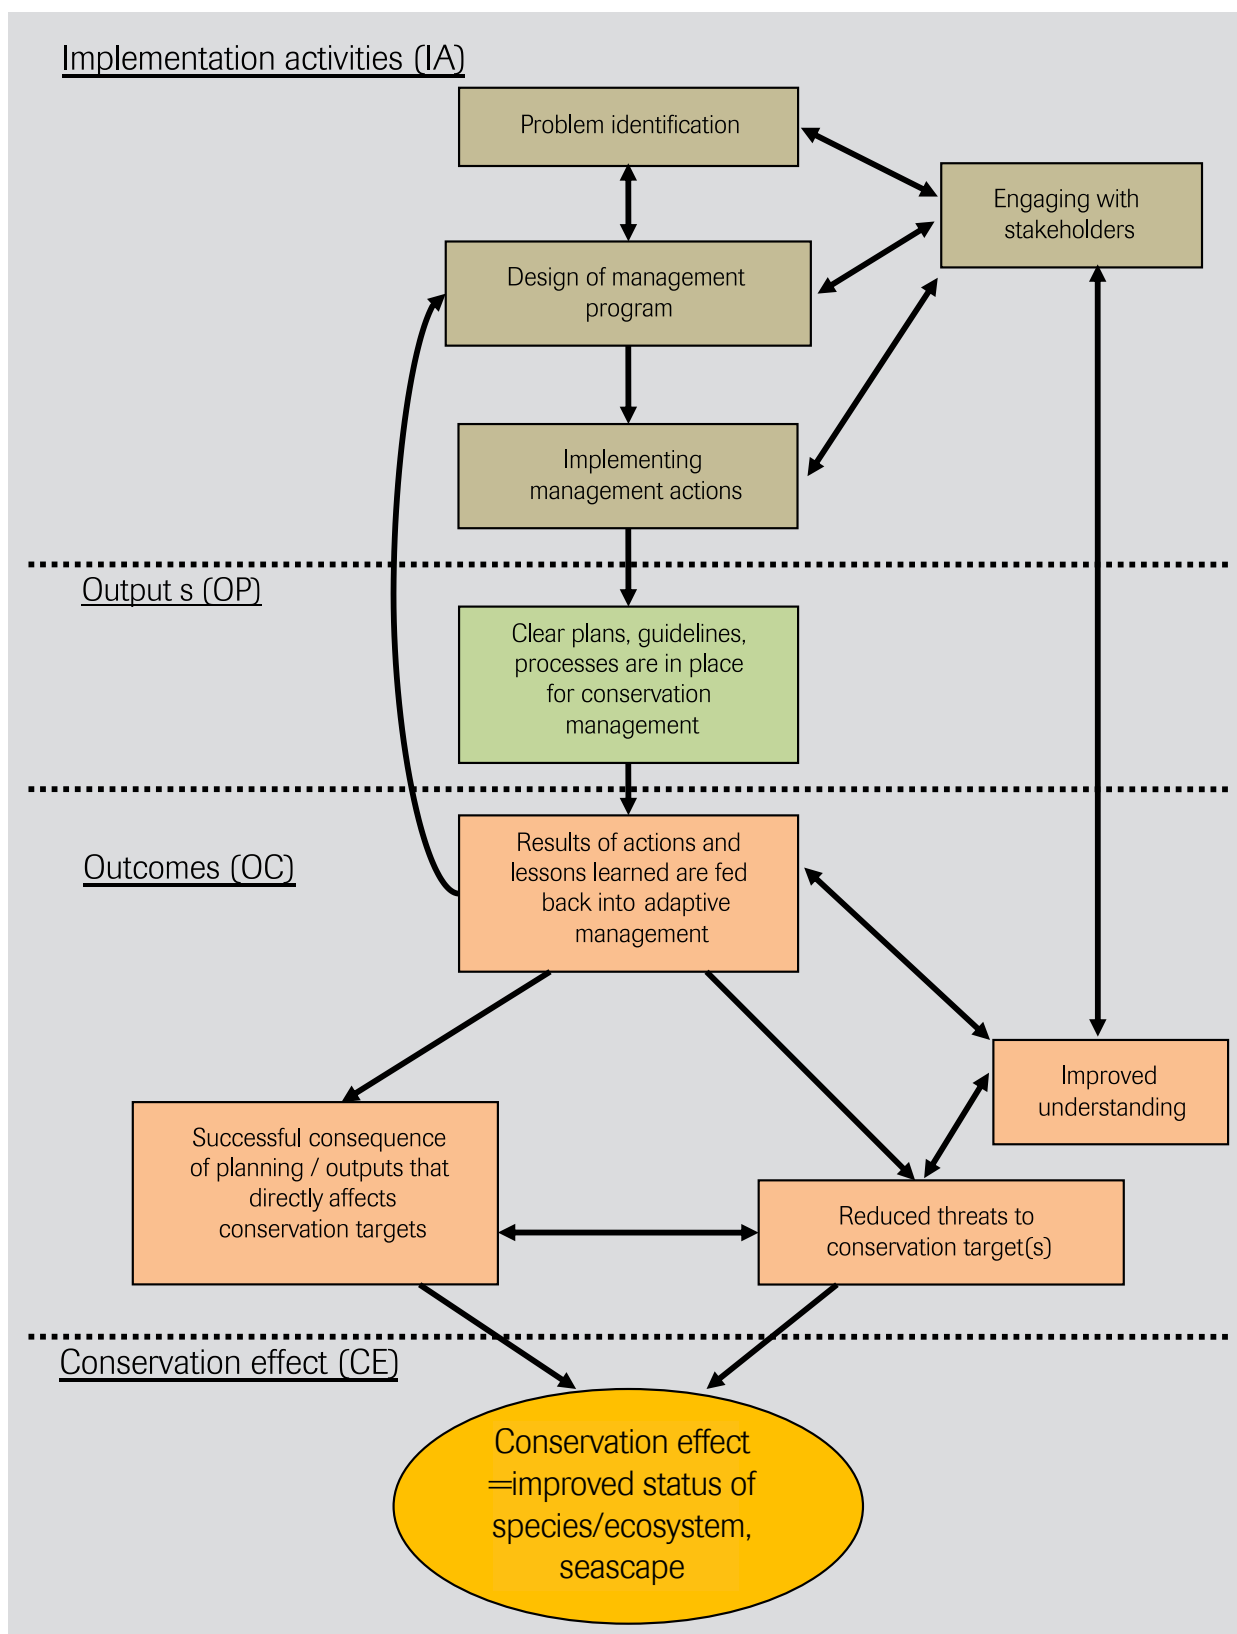 Implementation activities (IA)
Problem identification
Engaging with
stakeholders
Design of management
program
Implementing
management actions
Output s (OP)
Clear plans, guidelines,
processes are in place
for conservation
management
Outcomes (OC)
Results of actions and
lessons learned are fed
back into adaptive
management
Improved
understanding
Successful consequence
of planning / outputs that
directly affects
conservation targets
Reduced threats to
conservation target(s)
Conservation effect (CE)
Conservation effect
=improved status of
species/ecosystem,
seascape